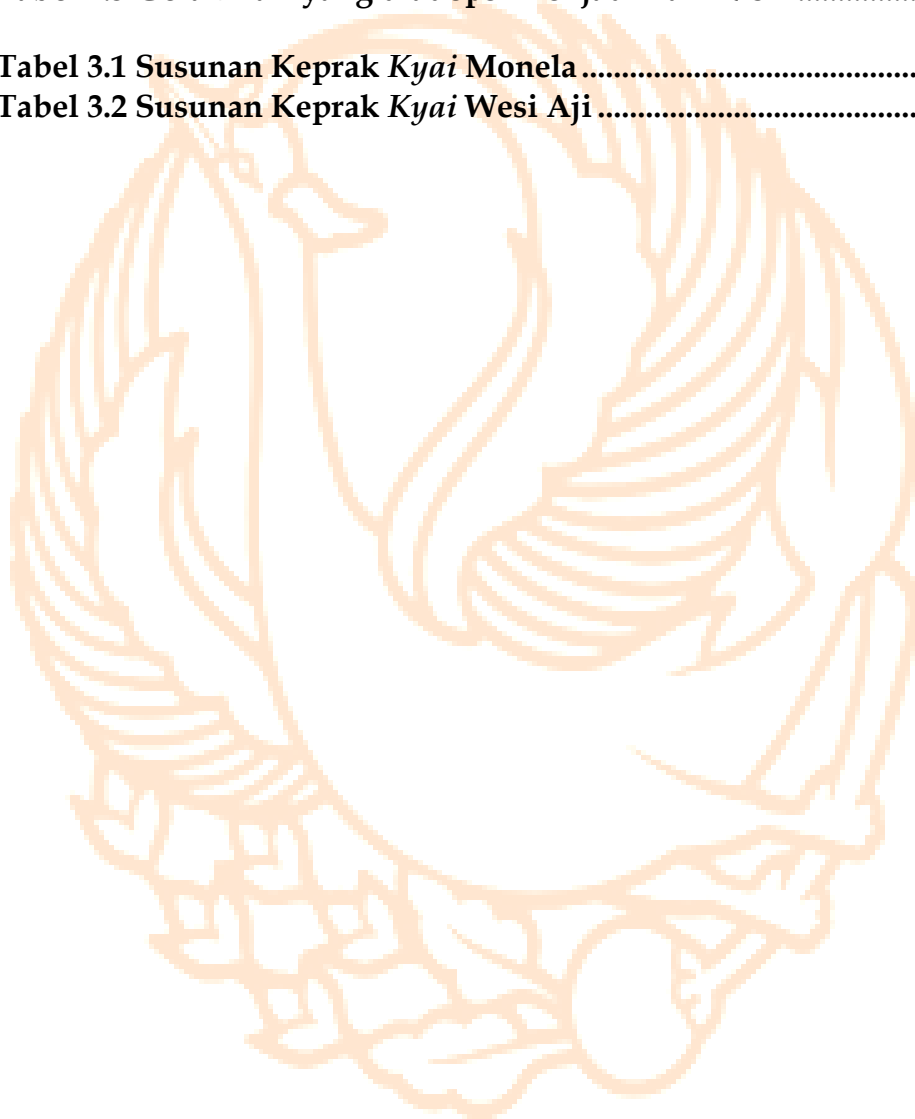 Tabel 3.1 Susunan Keprak Kyai Monela ........................................
Tabel 3.2 Susunan Keprak Kyai Wesi Aji ......................................